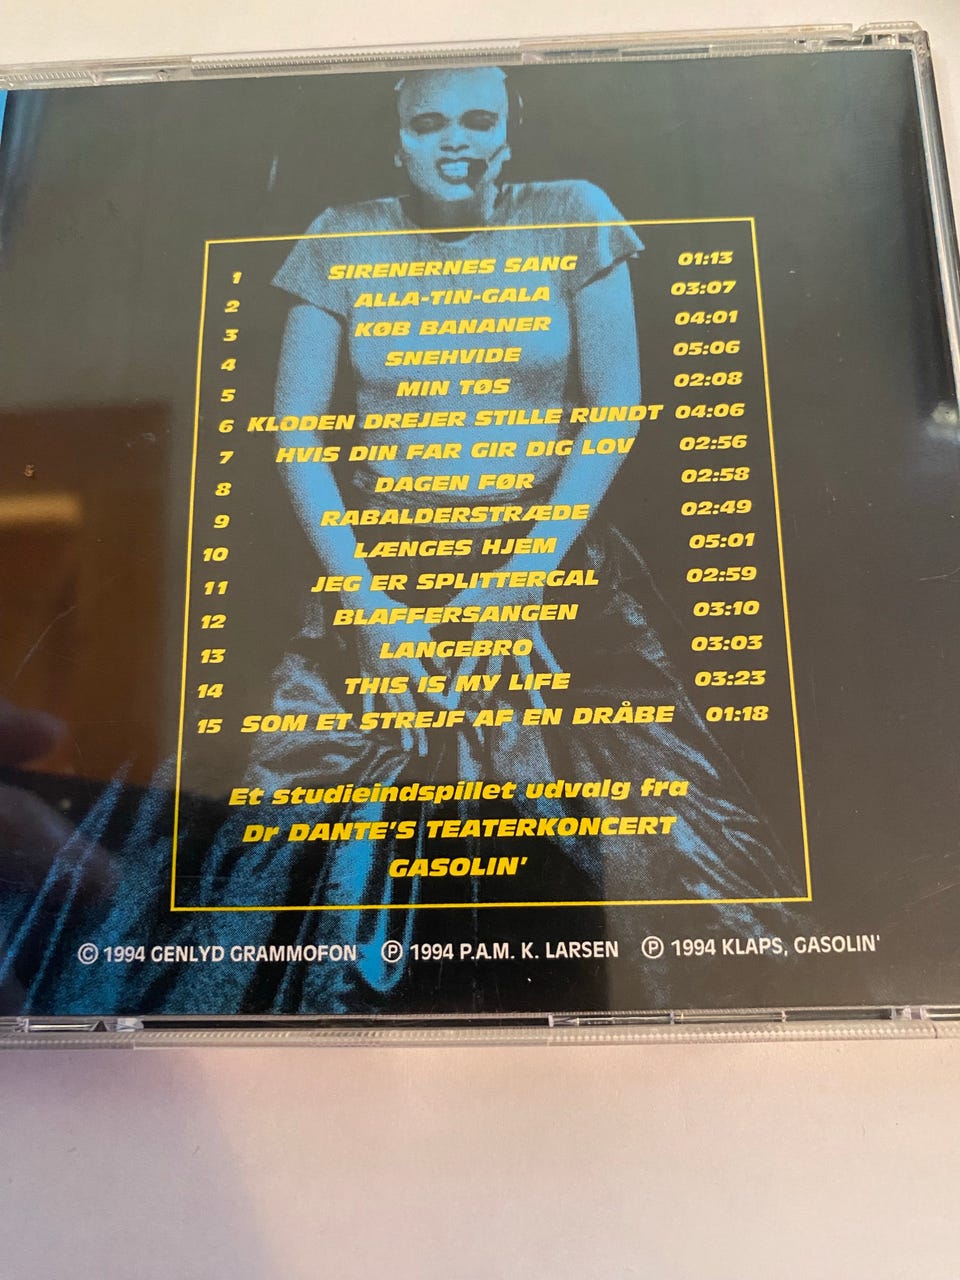 1 SIRENERNES SANG 01:13
2 ALLA-TIN-GALA 03:07
3 KØB BANANER 04:01
4 SNEHVIDE 05:06
5 MIN TØS 02:08
6 KLODEN DREJER STILLE RUNDT 04:06
7 HVIS DIN FAR GIR DIG LOV 02:56
8 DAGEN FØR 02:58
9 RABALDERSTRÆDE 02:49
10 LÆNGES HJEM 05:01
11 JEG ER SPLITTERGAL 02:59
12 BLAFFERSANGEN 03:10
13 LANGEBRO 03:03
14 THIS IS MY LIFE 03:23
15 SOM ET STREJF AF EN DRÅBE 01:18
Et studieindspillet udvalg fra
Dr DANTE'S TEATERKONCERT
GASOLIN'
© 1994 GENLYD GRAMMOFON ℗ 1994 P.A.M. K. LARSEN ℗ 1994 KLAPS, GASOLIN'